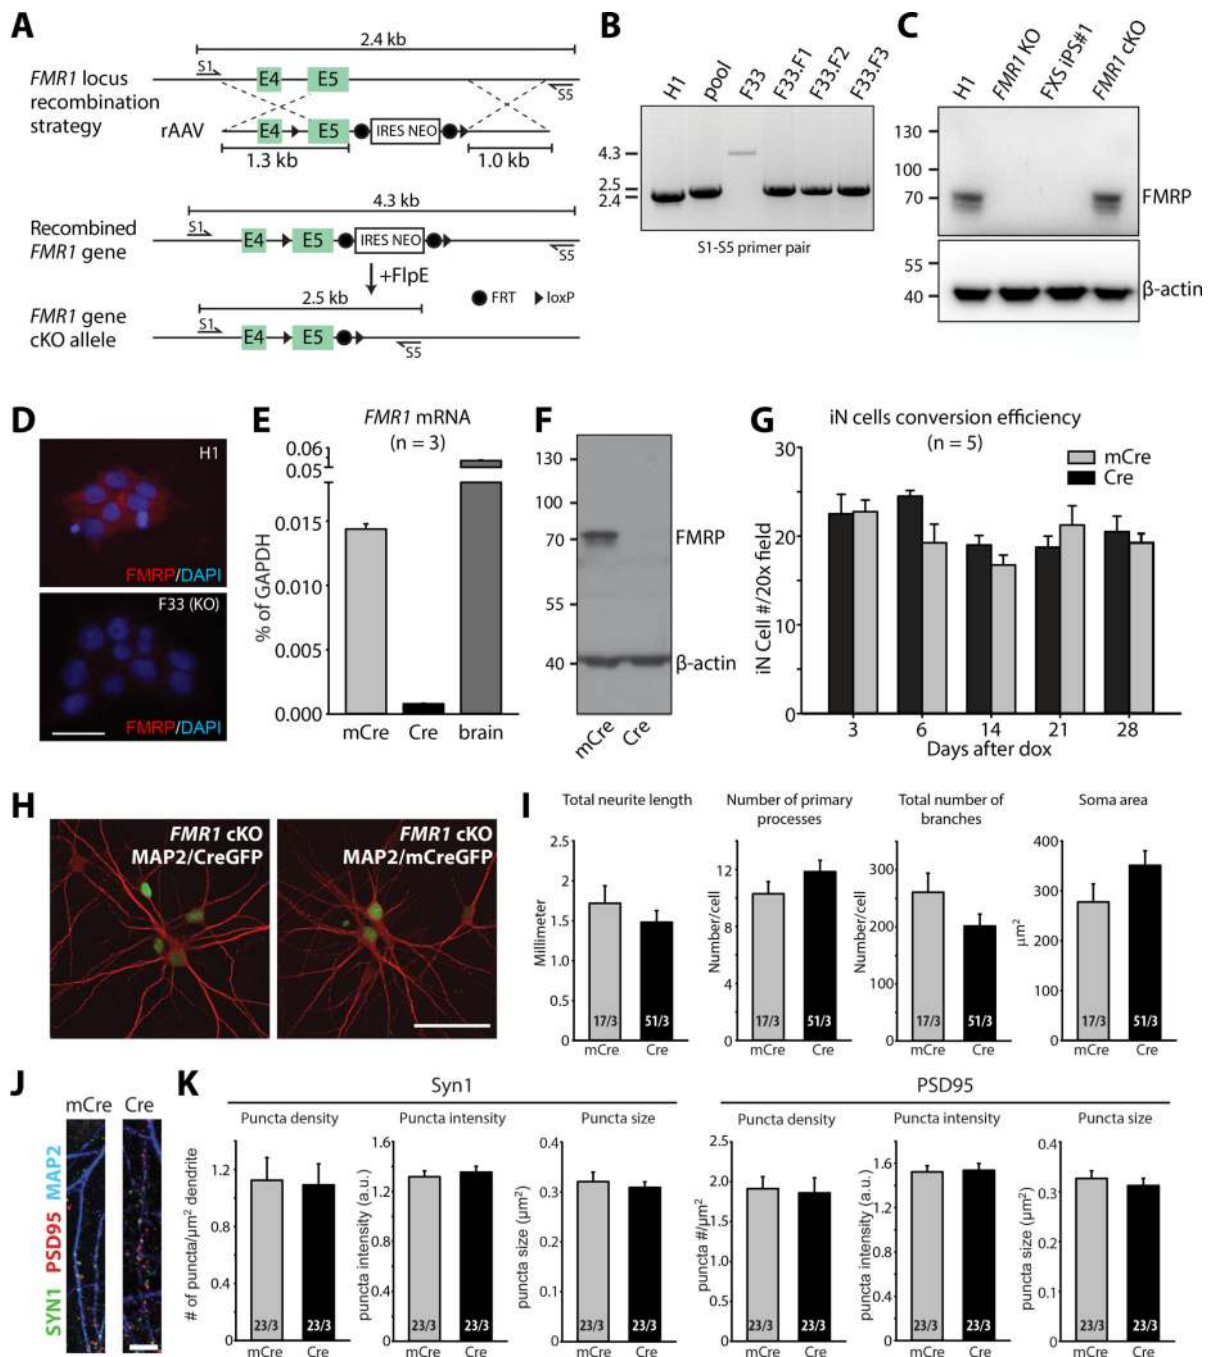 A
2.4 kb
S1
E4
E5
S5
FMR1 locus
recombination
strategy
rAAV
E4
E5
IRES NEO
1.3 kb
1.0 kb
4.3 kb
S1
Recombined
FMR1 gene
E4
E5
IRES NEO
S5
+FlpE
FRT
loxP
2.5 kb
S1
FMR1 gene
cKO allele
E4
E5
S5
B
H1
pool
F33
F33.F1
F33.F2
F33.F3
4.3
2.5
2.4
S1-S5 primer pair
C
H1
FMR1 KO
FXS iPS#1
FMR1 cKO
130
100
70
FMRP
55
40
β-actin
D
H1
FMRP/DAPI
F33 (KO)
FMRP/DAPI
E
FMR1 mRNA
(n = 3)
% of GAPDH
0.06
0.05
0.015
0.010
0.005
0.000
mCre
Cre
brain
F
130
100
70
FMRP
55
40
β-actin
mCre
Cre
G
iN cells conversion efficiency
(n = 5)
mCre
Cre
iN Cell #/20x field
30
20
10
0
3
6
14
21
28
Days after dox
H
FMR1 cKO
MAP2/CreGFP
FMR1 cKO
MAP2/mCreGFP
I
Total neurite length
Millimeter
2.5
2.0
1.5
1.0
0.5
0.0
17/3
51/3
mCre
Cre
Number of primary
processes
Number/cell
12
8
4
0
17/3
51/3
mCre
Cre
Total number of
branches
Number/cell
300
200
100
0
17/3
51/3
mCre
Cre
Soma area
μm²
400
300
200
100
0
17/3
51/3
mCre
Cre
J
mCre
Cre
SYN1 PSD95 MAP2
K
Syn1
Puncta density
# of puncta/μm² dendrite
1.2
0.8
0.4
0
23/3
23/3
mCre
Cre
Puncta intensity
puncta intensity (a.u.)
1.6
1.2
0.8
0.4
0
23/3
23/3
mCre
Cre
Puncta size
puncta size (μm²)
0.4
0.3
0.2
0.1
0.0
23/3
23/3
mCre
Cre
PSD95
Puncta density
puncta #/μm²
2.5
2.0
1.5
1.0
0.5
0.0
23/3
23/3
mCre
Cre
Puncta intensity
puncta intensity (a.u.)
1.6
1.2
0.8
0.4
0
23/3
23/3
mCre
Cre
Puncta size
puncta size (μm²)
0.4
0.3
0.2
0.1
0.0
23/3
23/3
mCre
Cre